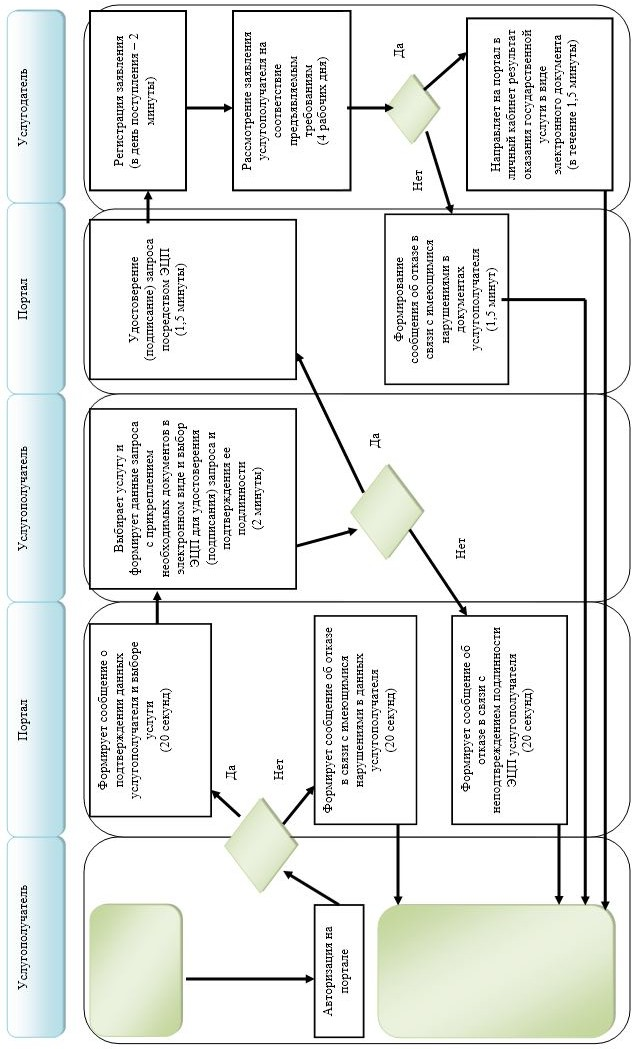 Услугополучатель
Портал
Услугополучатель
Портал
Услугодатель
Авторизация на
портале
Да
Нет
Формирует сообщение о
подтверждении данных
услугополучателя и выборе
услуги
(20 секунд)
Формирует сообщение об отказе
в связи с имеющимися
нарушениями в данных
услугополучателя
(20 секунд)
Формирует сообщение об
отказе в связи с
неподтвреждением подлинности
ЭЦП услугополучателя
(20 секунд)
Выбирает услугу и
формирует данные запроса
с прикреплением
необходимых документов в
электронном виде и выбор
ЭЦП для удостоверения
(подписания) запроса и
подтверждения ее
подлинности
(2 минуты)
Да
Нет
Удостоверение
(подписание) запроса
посредством ЭЦП
(1,5 минуты)
Формирование
сообщения об отказе в
связи с имеющимися
нарушениями в
документах
услугополучателя
(1,5 минут)
Регистрация заявления
(в день поступления – 2
минуты)
Рассмотрение заявления
услугополучателя на
соответствие
предъявляемым
требованиям
(4 рабочих дня)
Да
Нет
Направляет на портал в
личный кабинет результат
оказания государственной
услуги в виде
электронного документа
(в течение 1,5 минуты)